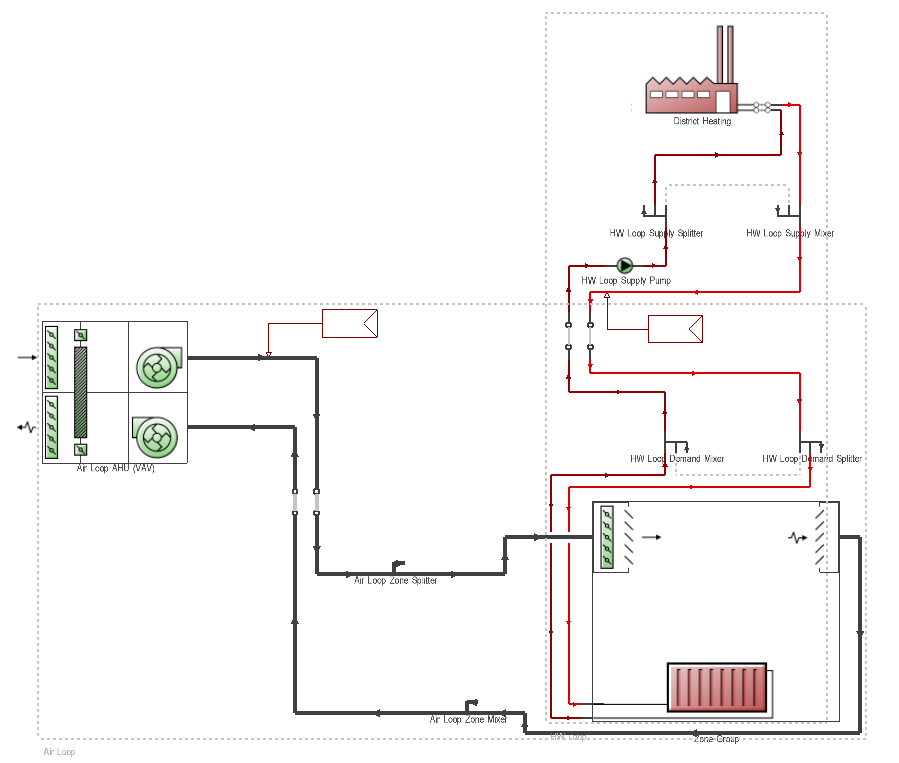 District Heating
HW Loop Supply Splitter
HW Loop Supply Mixer
HW Loop Supply Pump
HW Loop Demand Mixer
HW Loop Demand Splitter
Air Loop AHU (VAV)
Air Loop Zone Splitter
Air Loop Zone Mixer
HW Loop
Zone Group
Air Loop